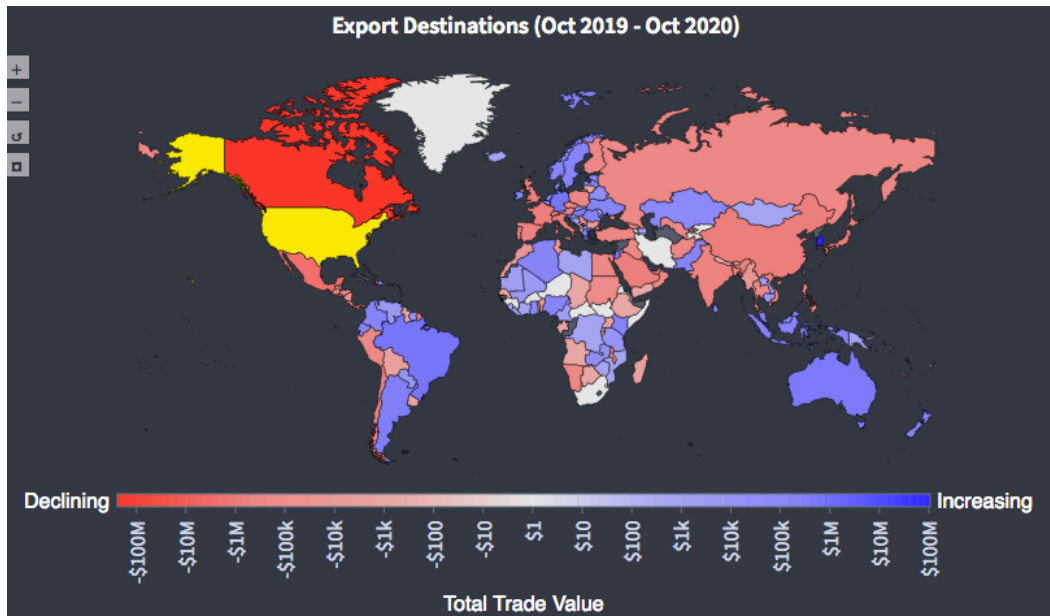 Export Destinations (Oct 2019 - Oct 2020)
+
−
↺
Declining
Increasing
-$100M
-$10M
-$1M
-$100k
-$10k
-$1k
-$100
-$10
$1
$10
$100
$1k
$10k
$100k
$1M
$10M
$100M
Total Trade Value